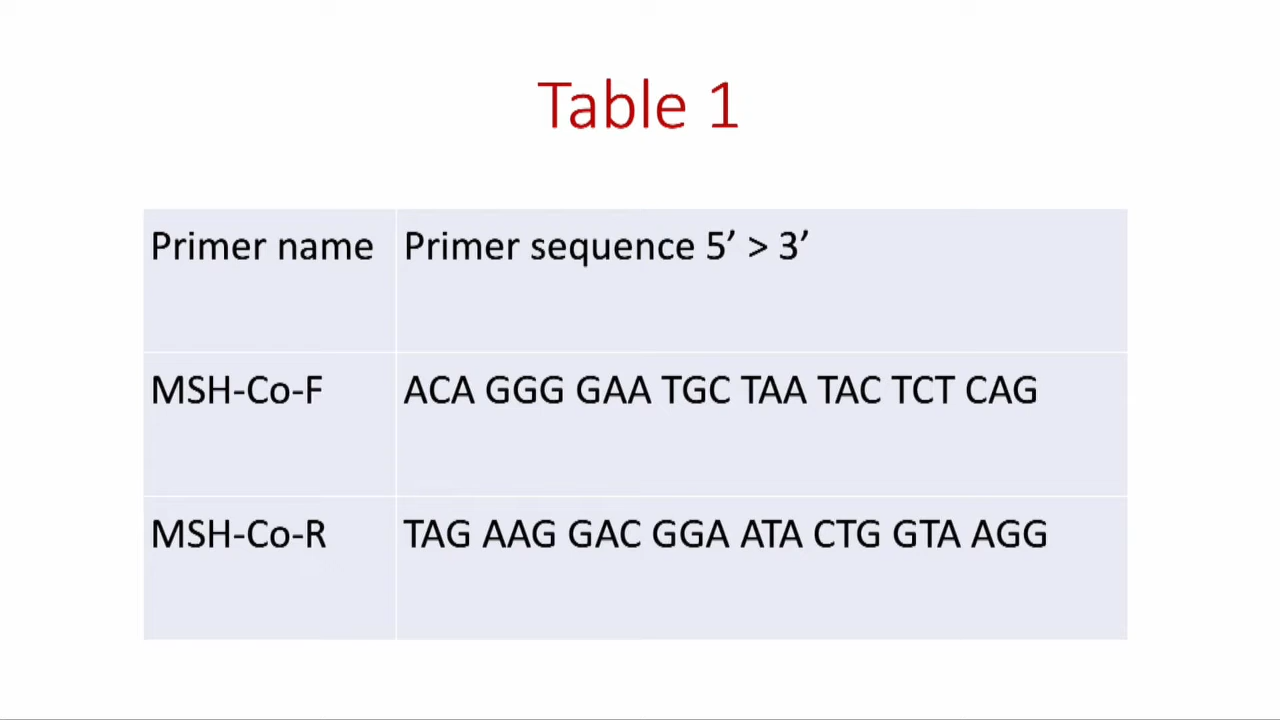 Table 1
Primer name Primer sequence 5’ > 3’
MSH-Co-F ACA GGG GAA TGC TAA TAC TCT CAG
MSH-Co-R TAG AAG GAC GGA ATA CTG GTA AGG